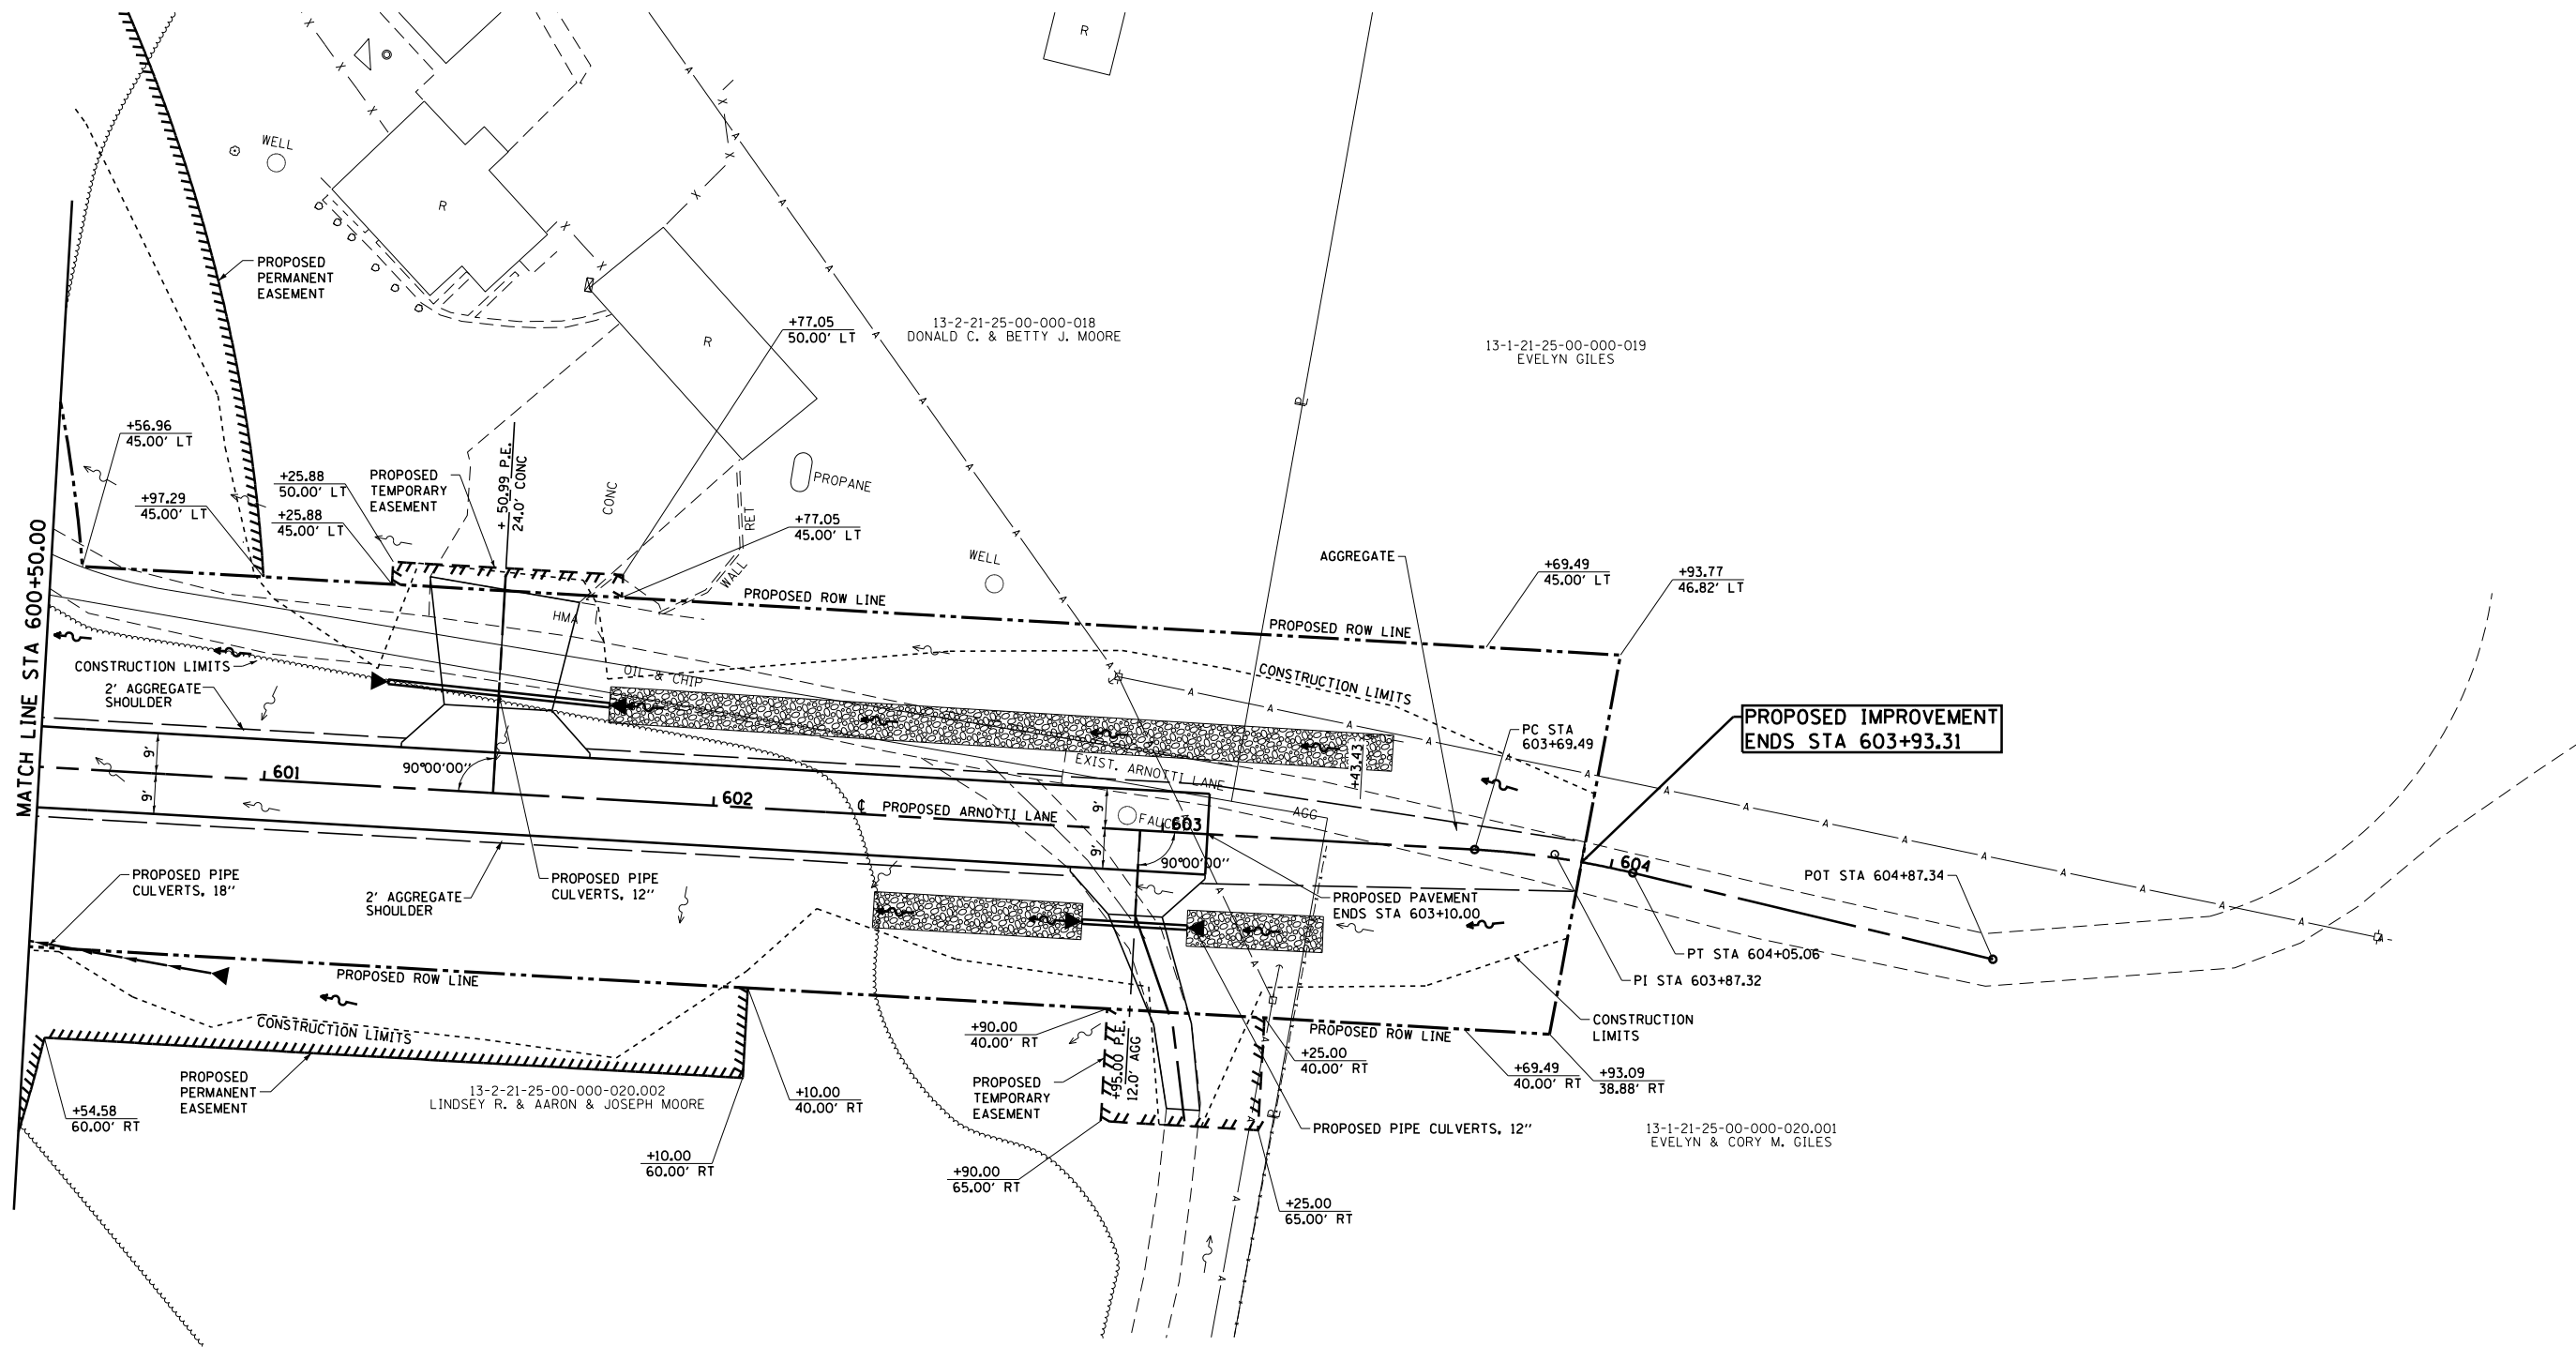 R
WELL
R
PROPOSED
PERMANENT
EASEMENT
+77.05
50.00' LT
R
13-2-21-25-00-000-018
DONALD C. & BETTY J. MOORE
13-1-21-25-00-000-019
EVELYN GILES
+56.96
45.00' LT
+97.29
45.00' LT
+25.88
50.00' LT
+25.88
45.00' LT
PROPOSED
TEMPORARY
EASEMENT
+ 50.99 P.E.
24.0' CONC
CONC
PROPANE
RET
WALL
+77.05
45.00' LT
WELL
AGGREGATE
+69.49
45.00' LT
+93.77
46.82' LT
MATCH LINE STA 600+50.00
PROPOSED ROW LINE
HMA
PROPOSED ROW LINE
CONSTRUCTION LIMITS
CONSTRUCTION LIMITS
2' AGGREGATE
SHOULDER
OIL & CHIP
PROPOSED IMPROVEMENT
ENDS STA 603+93.31
PC STA
603+69.49
+43.43
EXIST. ARNOTTI LANE
9'
9'
601
90°00'00"
602
℄ PROPOSED ARNOTTI LANE
9'
9'
603
AGG
90°00'00"
604
PROPOSED PIPE
CULVERTS, 18"
2' AGGREGATE
SHOULDER
PROPOSED PIPE
CULVERTS, 12"
PROPOSED PAVEMENT
ENDS STA 603+10.00
POT STA 604+87.34
PT STA 604+05.06
PI STA 603+87.32
PROPOSED ROW LINE
CONSTRUCTION LIMITS
+90.00
40.00' RT
+95.00 P.E.
12.0' AGG
PROPOSED ROW LINE
CONSTRUCTION
LIMITS
+25.00
40.00' RT
+69.49
40.00' RT
+93.09
38.88' RT
PROPOSED
PERMANENT
EASEMENT
+54.58
60.00' RT
13-2-21-25-00-000-020.002
LINDSEY R. & AARON & JOSEPH MOORE
+10.00
40.00' RT
PROPOSED
TEMPORARY
EASEMENT
PROPOSED PIPE CULVERTS, 12"
13-1-21-25-00-000-020.001
EVELYN & CORY M. GILES
+10.00
60.00' RT
+90.00
65.00' RT
+25.00
65.00' RT